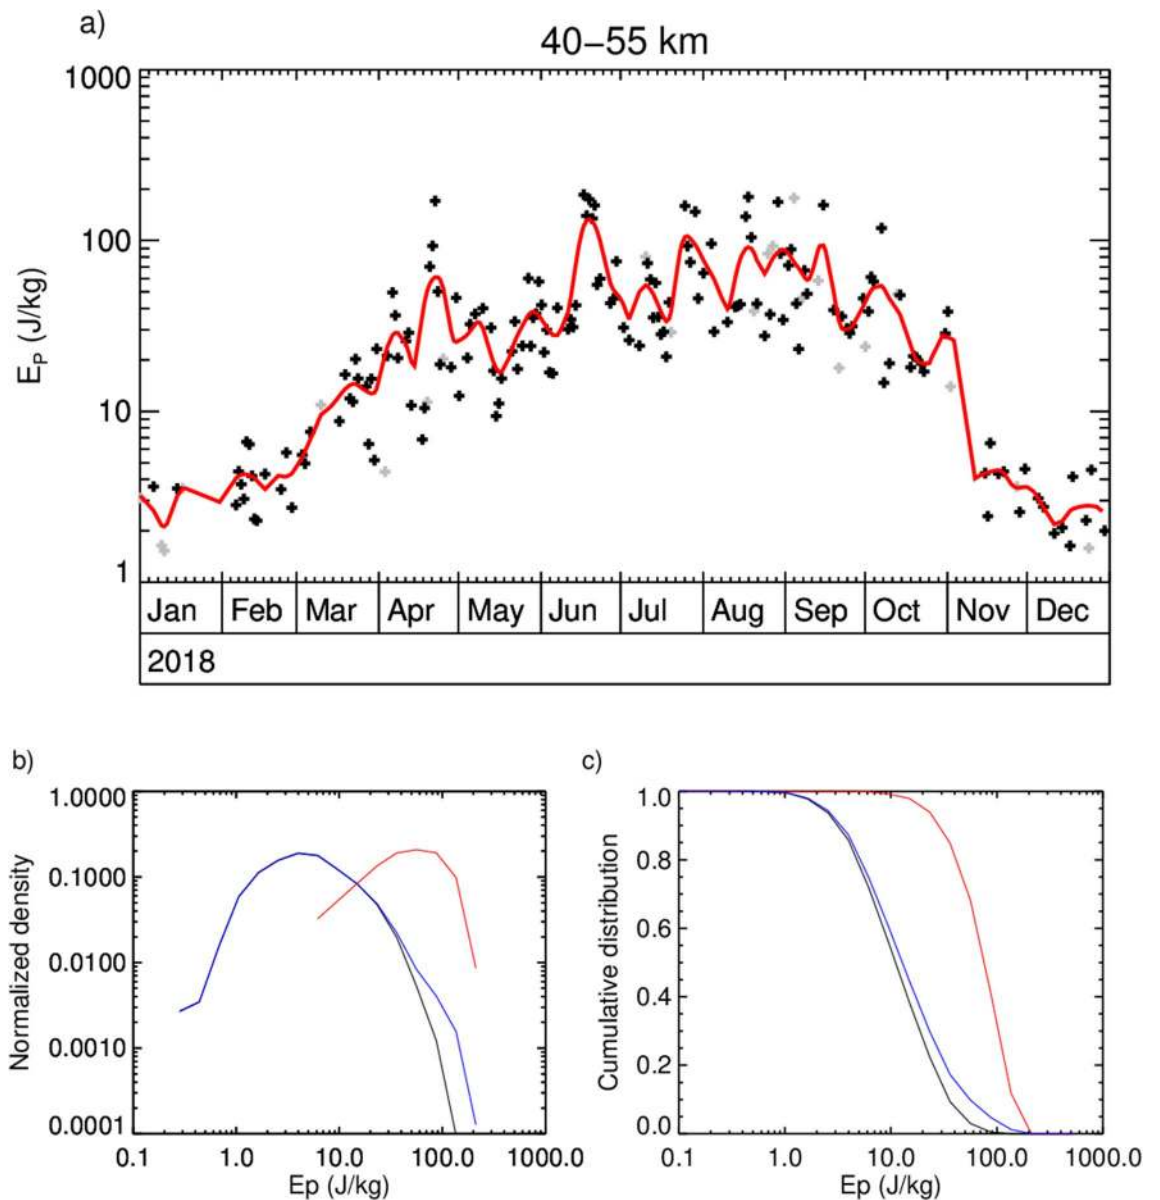 a)
40–55 km
1000
100
10
1
E_P (J/kg)
Jan Feb Mar Apr May Jun Jul Aug Sep Oct Nov Dec
2018
b)
1.0000
0.1000
0.0100
0.0010
0.0001
Normalized density
0.1 1.0 10.0 100.0 1000.0
Ep (J/kg)
c)
1.0
0.8
0.6
0.4
0.2
0.0
Cumulative distribution
0.1 1.0 10.0 100.0 1000.0
Ep (J/kg)